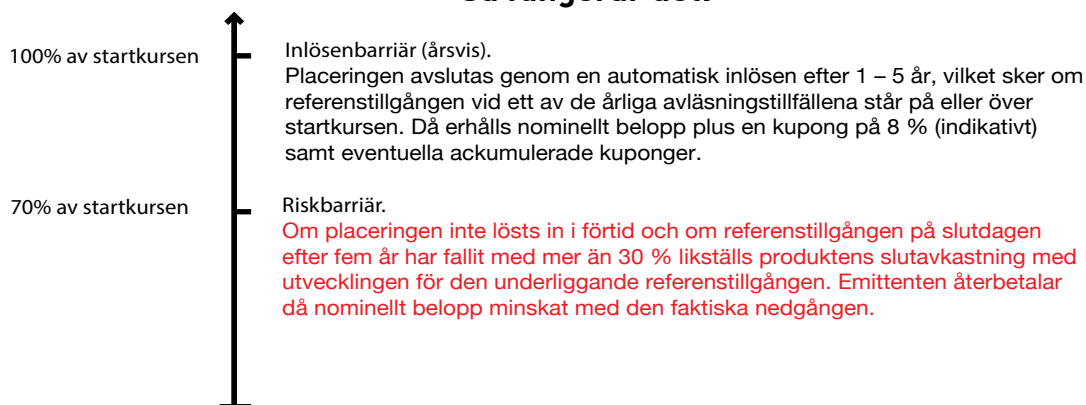 100% av startkursen
Inlösenbarriär (årsvis).
Placeringen avslutas genom en automatisk inlösen efter 1 – 5 år, vilket sker om
referenstillgången vid ett av de årliga avläsningstillfällena står på eller över
startkursen. Då erhålls nominellt belopp plus en kupong på 8 % (indikativt)
samt eventuella ackumulerade kuponger.
70% av startkursen
Riskbarriär.
Om placeringen inte lösts in i förtid och om referenstillgången på slutdagen
efter fem år har fallit med mer än 30 % likställs produktens slutavkastning med
utvecklingen för den underliggande referenstillgången. Emittenten återbetalar
då nominellt belopp minskat med den faktiska nedgången.